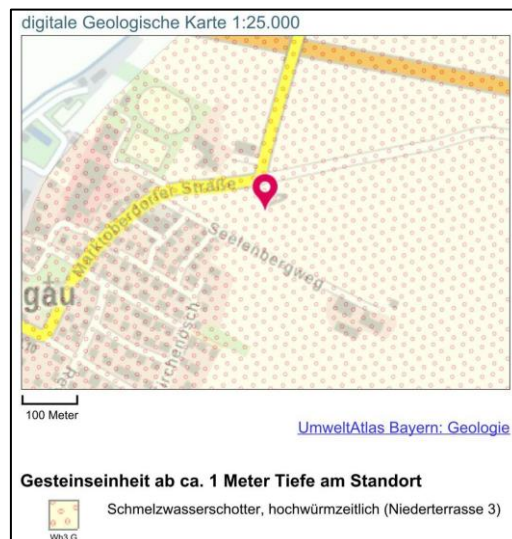 digitale Geologische Karte 1:25.000
Marktoberdorfer Straße
Seelenbergweg
gäu
100 Meter
UmweltAtlas Bayern: Geologie
Gesteinseinheit ab ca. 1 Meter Tiefe am Standort
Schmelzwasserschotter, hochwürmzeitlich (Niederterrasse 3)
Wh3,G